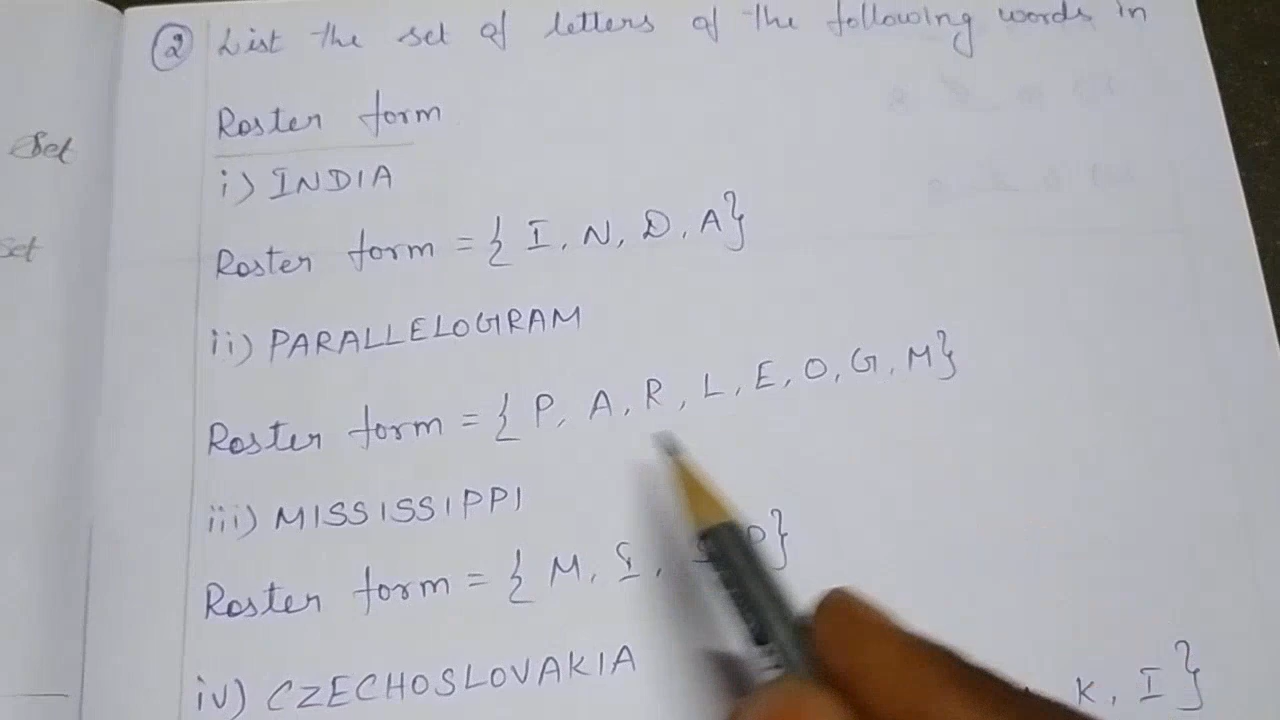 ② List the set of letters of the following words in
Roster form
i) INDIA
Roster form = { I, N, D, A}
ii) PARALLELOGRAM
Roster form = { P, A, R, L, E, O, G, M}
iii) MISSISSIPPI
Roster form = { M, I, P}
iv) CZECHOSLOVAKIA
K, I}
Set
Set